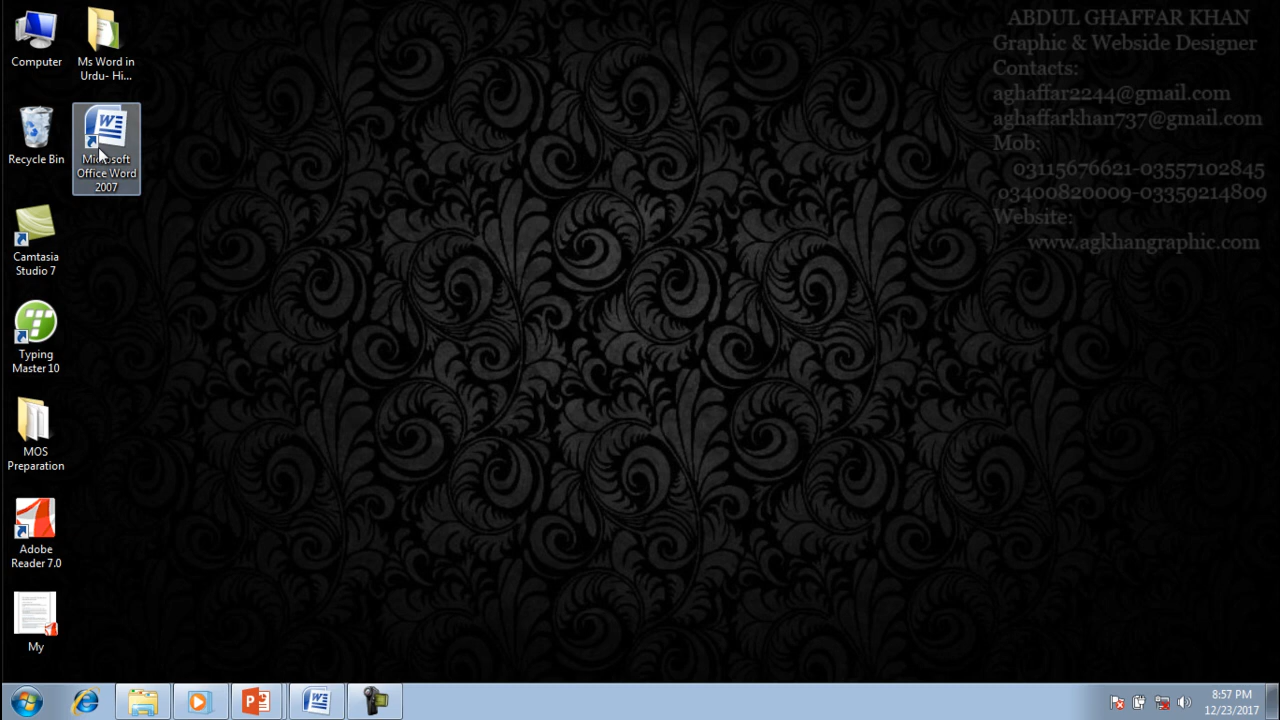 Computer
Ms Word in
Urdu- Hi...
Recycle Bin
Microsoft
Office Word
2007
Camtasia
Studio 7
Typing
Master 10
MOS
Preparation
Adobe
Reader 7.0
My
ABDUL GHAFFAR KHAN
Graphic & Webside Designer
Contacts:
aghaffar2244@gmail.com
aghaffarkhan737@gmail.com
Mob:
03115676621-03557102845
03400820009-03359214809
Website:
www.agkhangraphic.com
8:57 PM
12/23/2017